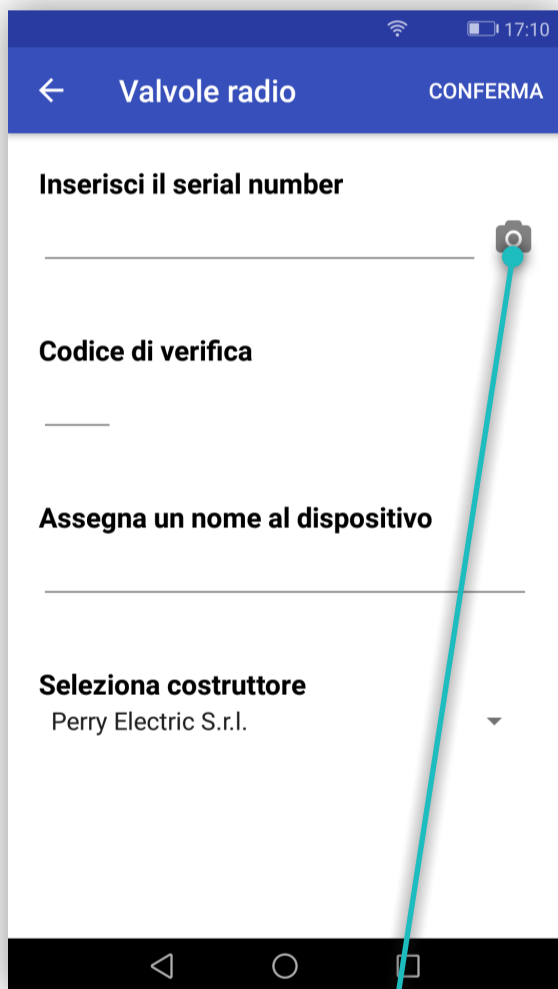 17:10
Valvole radio
CONFERMA
Inserisci il serial number
Codice di verifica
Assegna un nome al dispositivo
Seleziona costruttore
Perry Electric S.r.l.